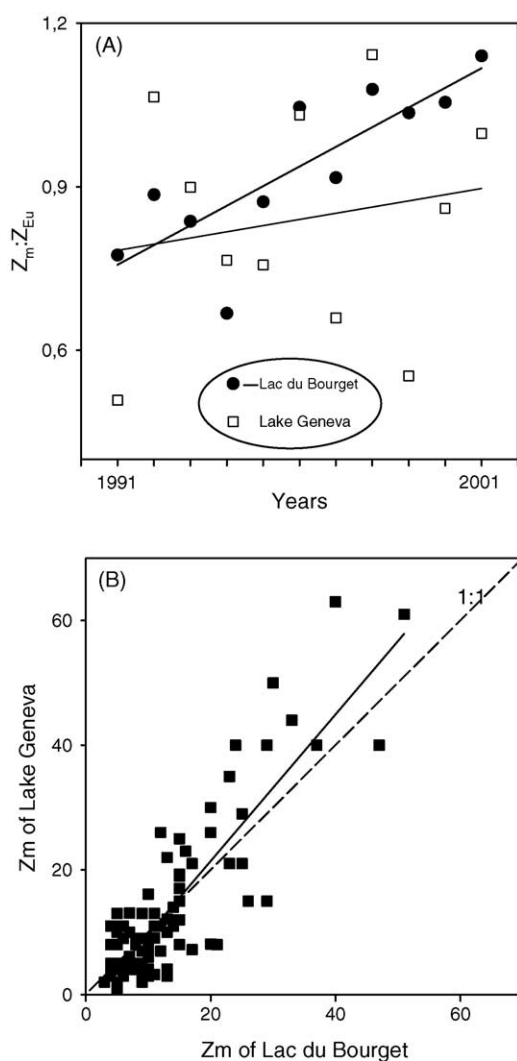 (A)
1,2
0,9
0,6
Zm:ZEu
Lac du Bourget
Lake Geneva
1991
2001
Years
(B)
1:1
60
40
20
0
Zm of Lake Geneva
0
20
40
60
Zm of Lac du Bourget